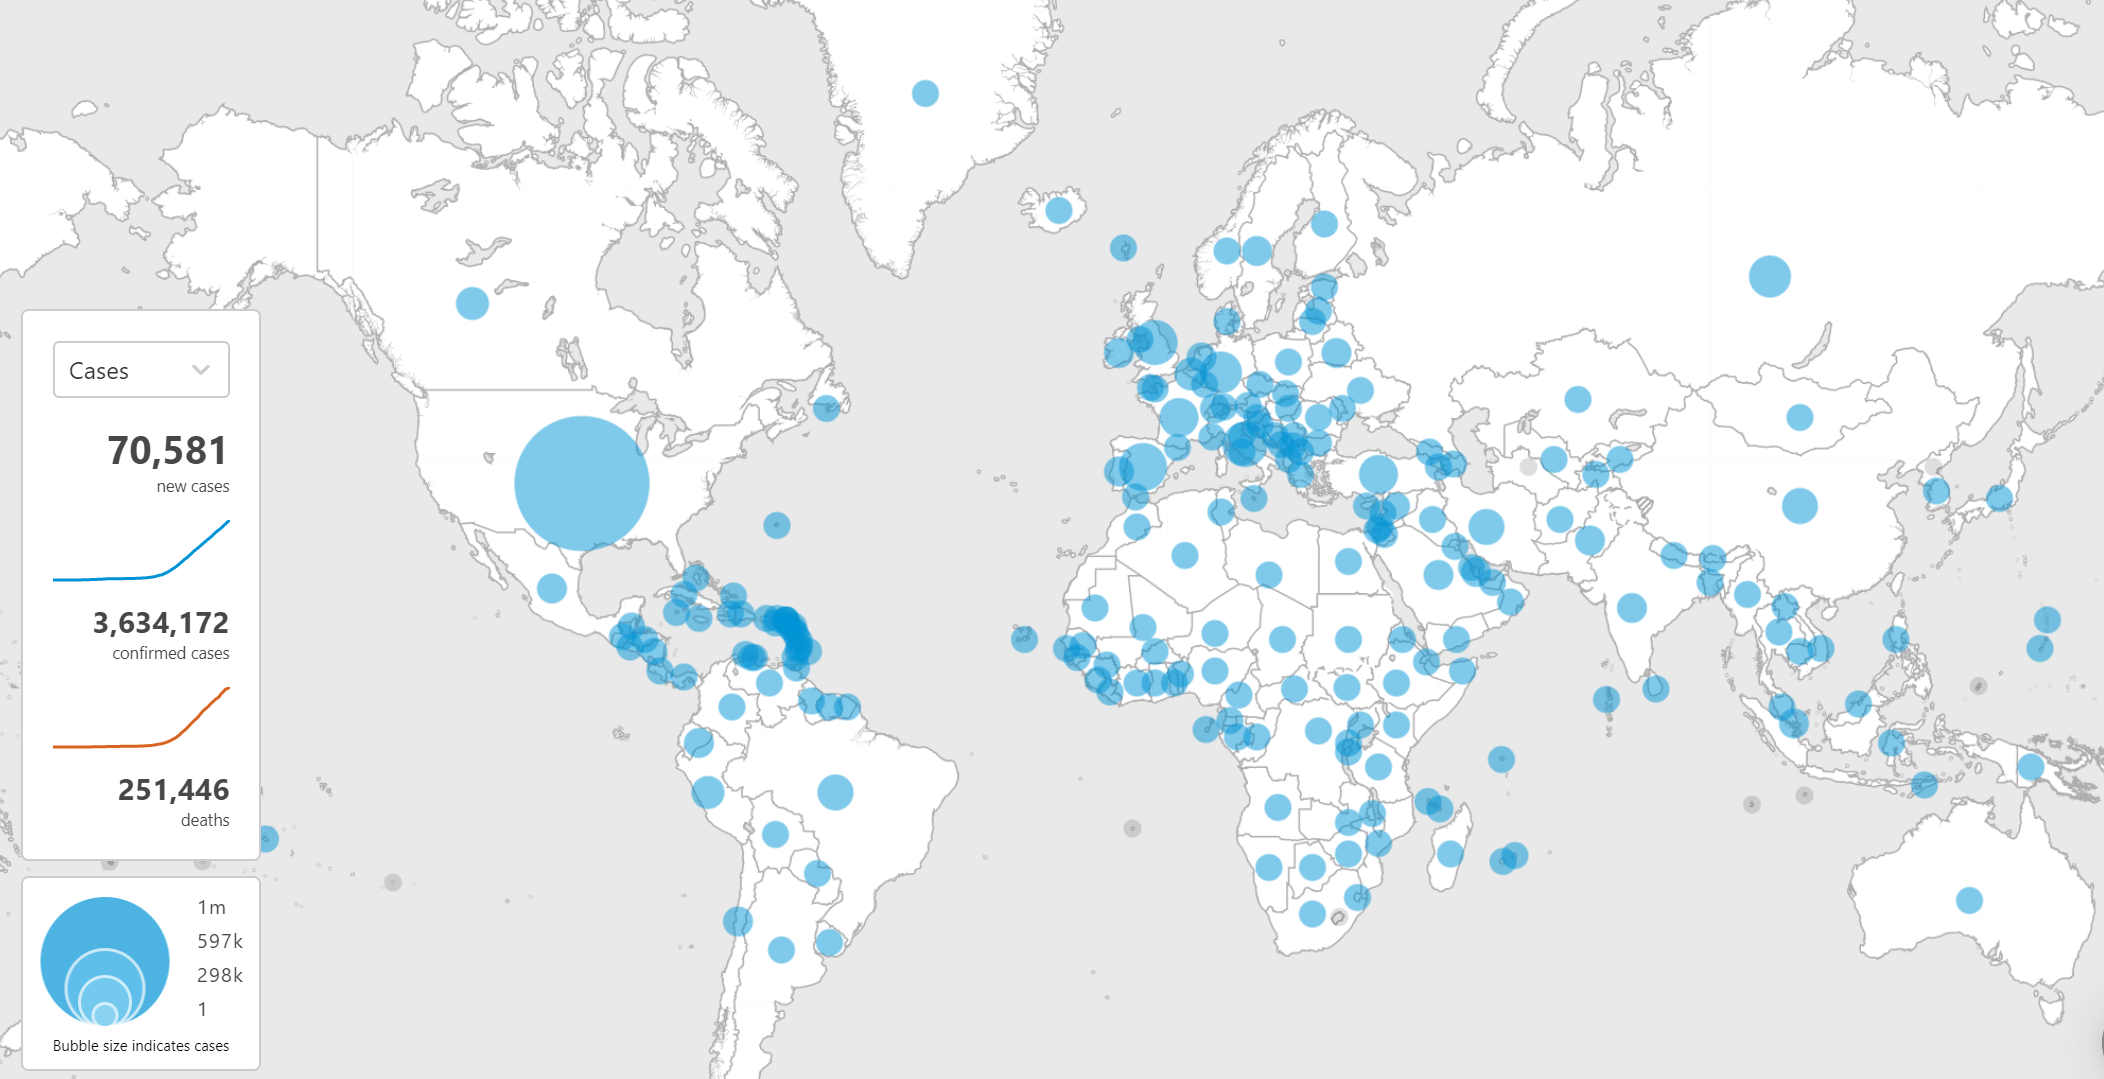 Cases
70,581
new cases
3,634,172
confirmed cases
251,446
deaths
1m
597k
298k
1
Bubble size indicates cases